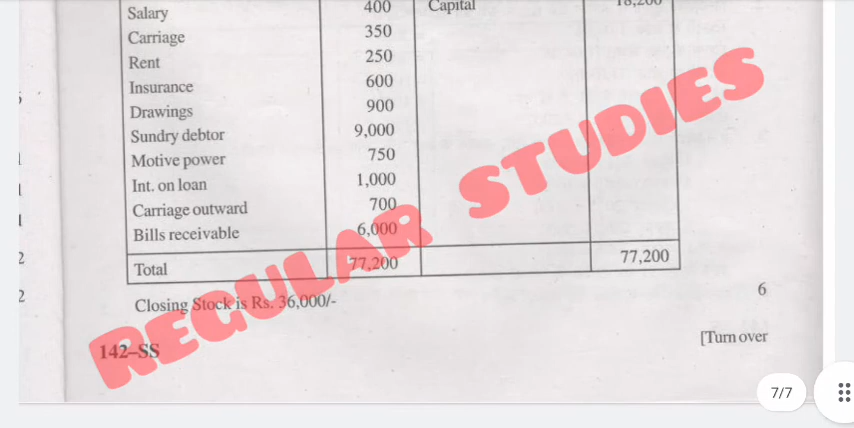 Salary 400 Capital 18,200
Carriage 350
Rent 250
Insurance 600
Drawings 900
Sundry debtor 9,000
Motive power 750
Int. on loan 1,000
Carriage outward 700
Bills receivable 6,000
Total 77,200 77,200
Closing Stock is Rs. 36,000/-
6
142–SS
[Turn over
REGULAR STUDIES
7/7